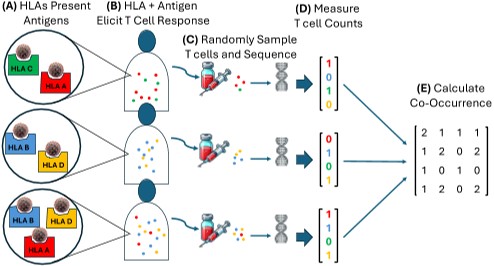 (A) HLAs Present
Antigens
(B) HLA + Antigen
Elicit T Cell Response
(C) Randomly Sample
T cells and Sequence
(D) Measure
T cell Counts
(E) Calculate
Co-Occurrence
HLA C
HLA A
1
0
1
0
HLA B
HLA D
0
1
0
1
HLA B
HLA D
HLA A
1
1
0
1
2 1 1 1
1 2 0 2
1 0 1 0
1 2 0 2